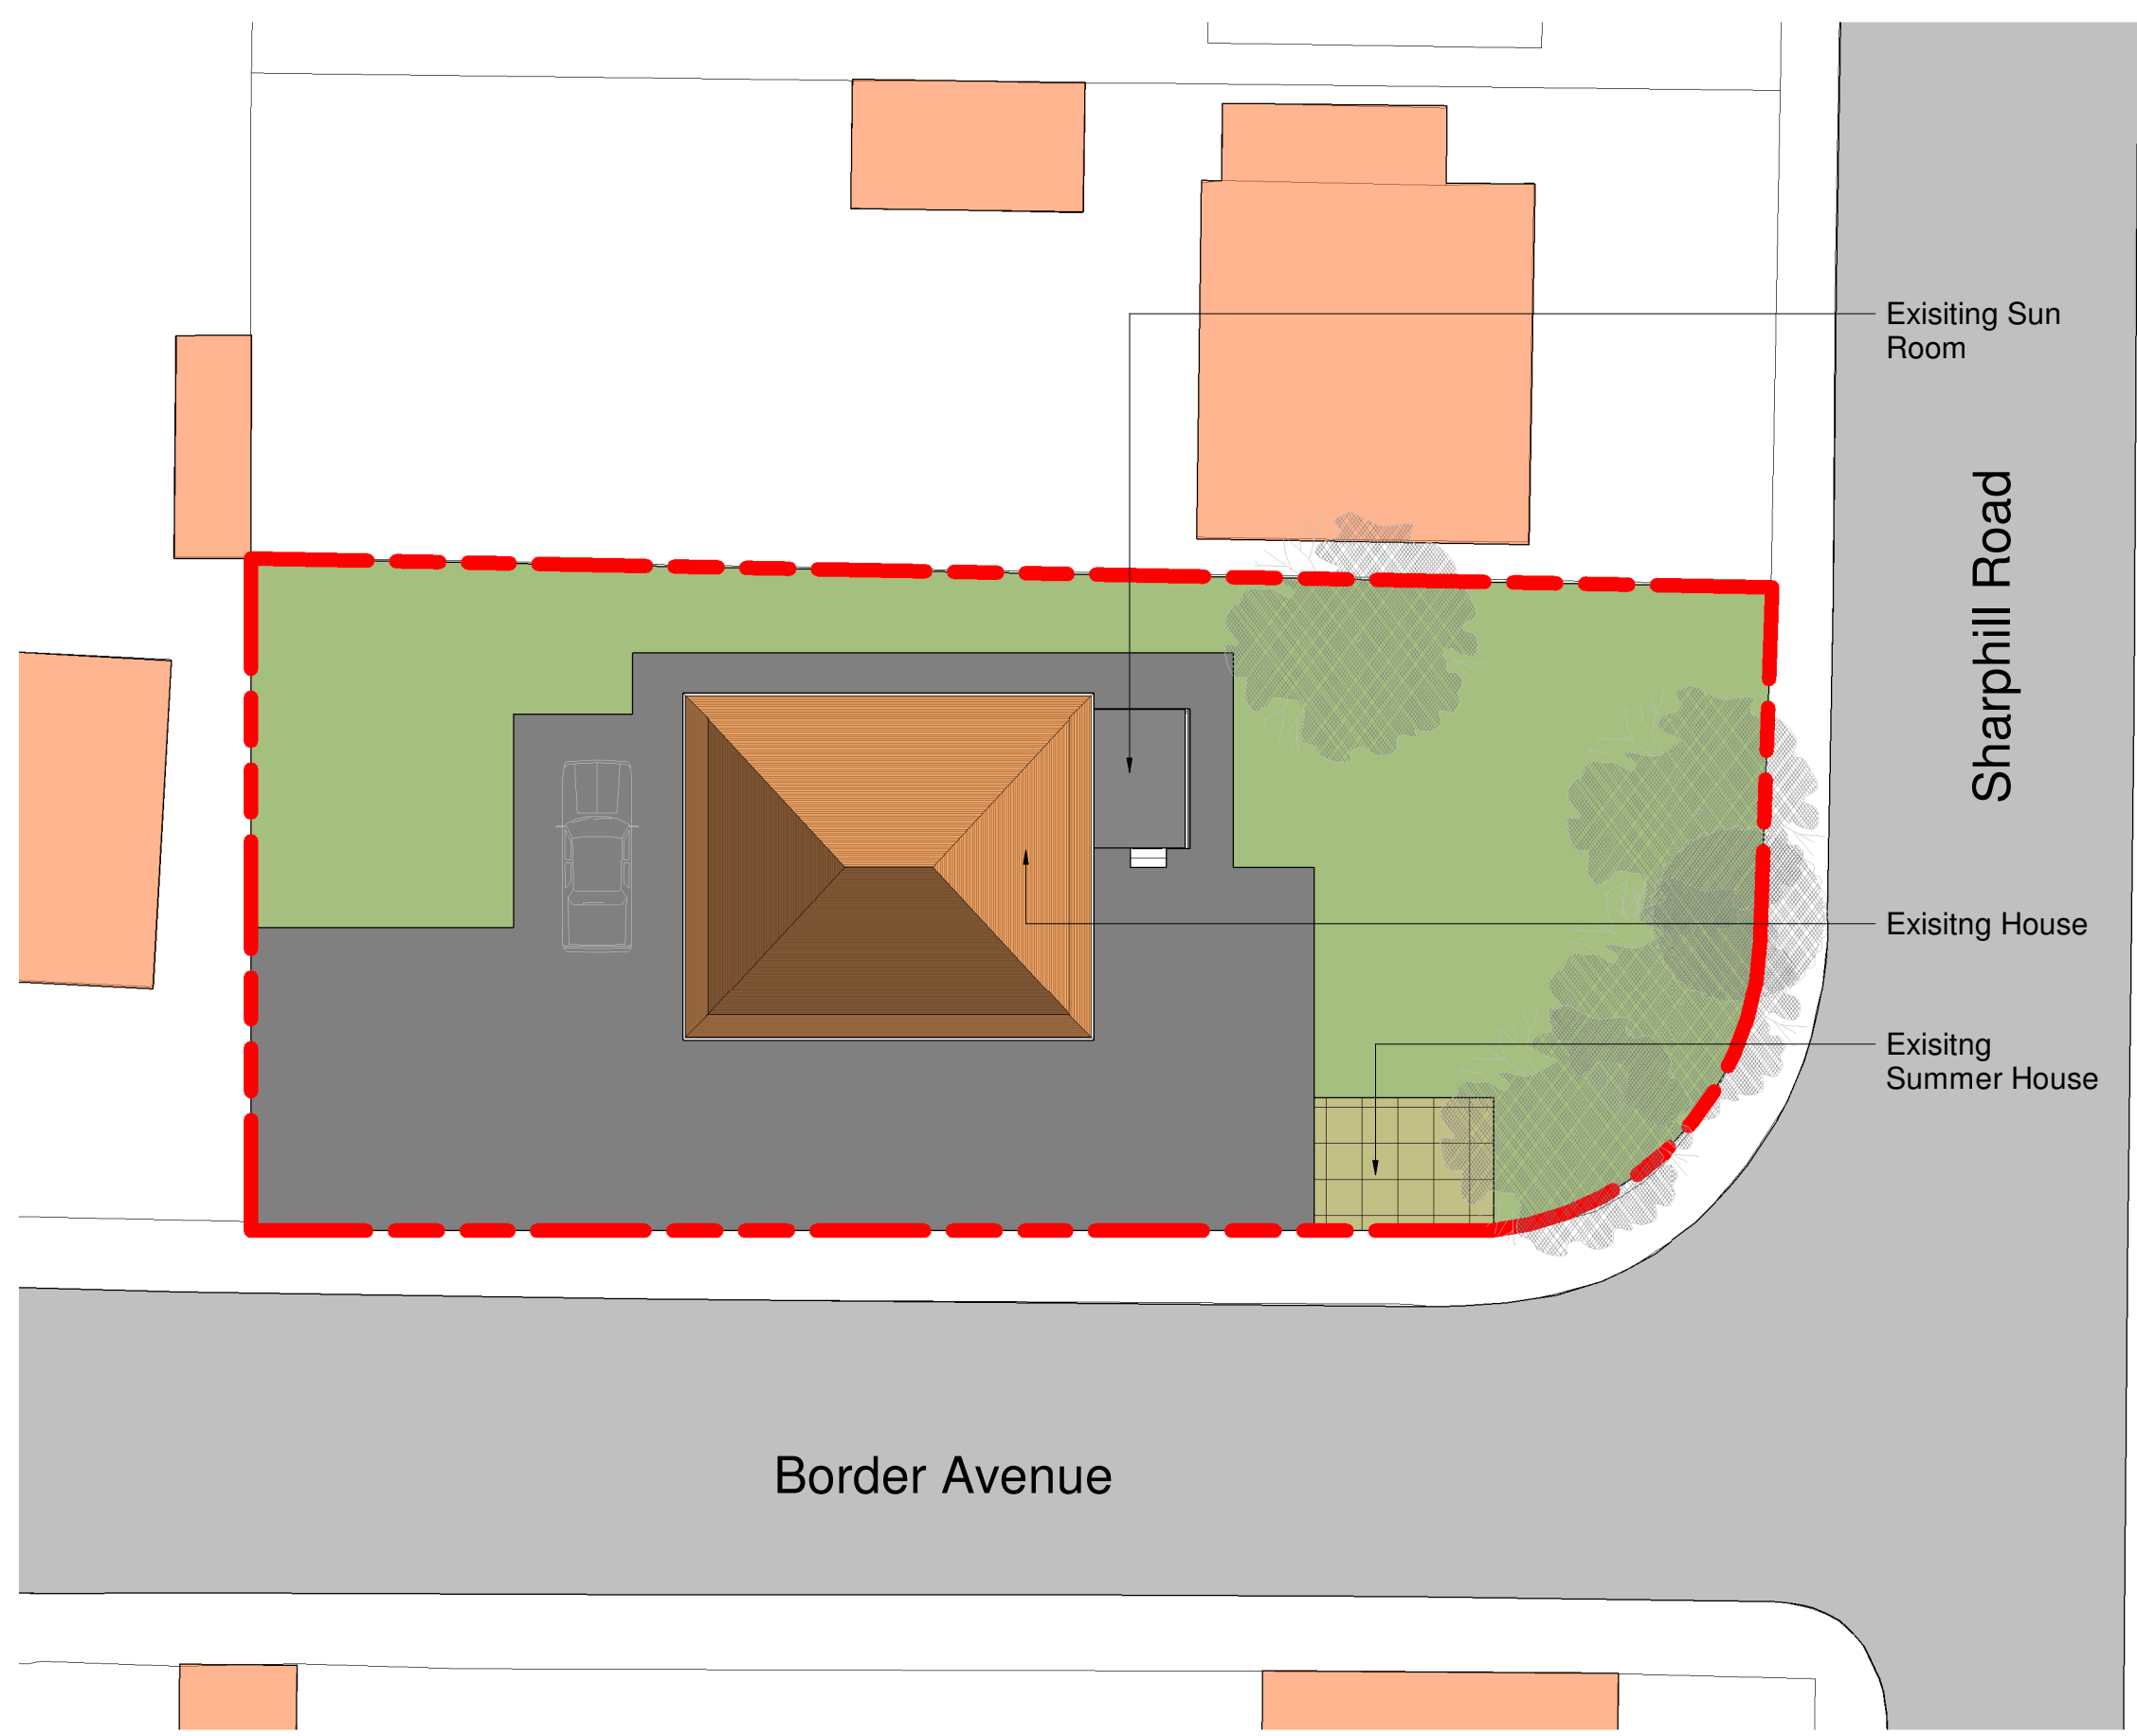 Exisiting Sun
Room
Sharphill Road
Exisitng House
Exisitng
Summer House
Border Avenue